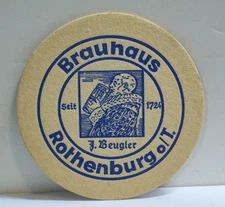 Brauhaus
Seit 1724
J. Beugler
Rothenburg o/T.